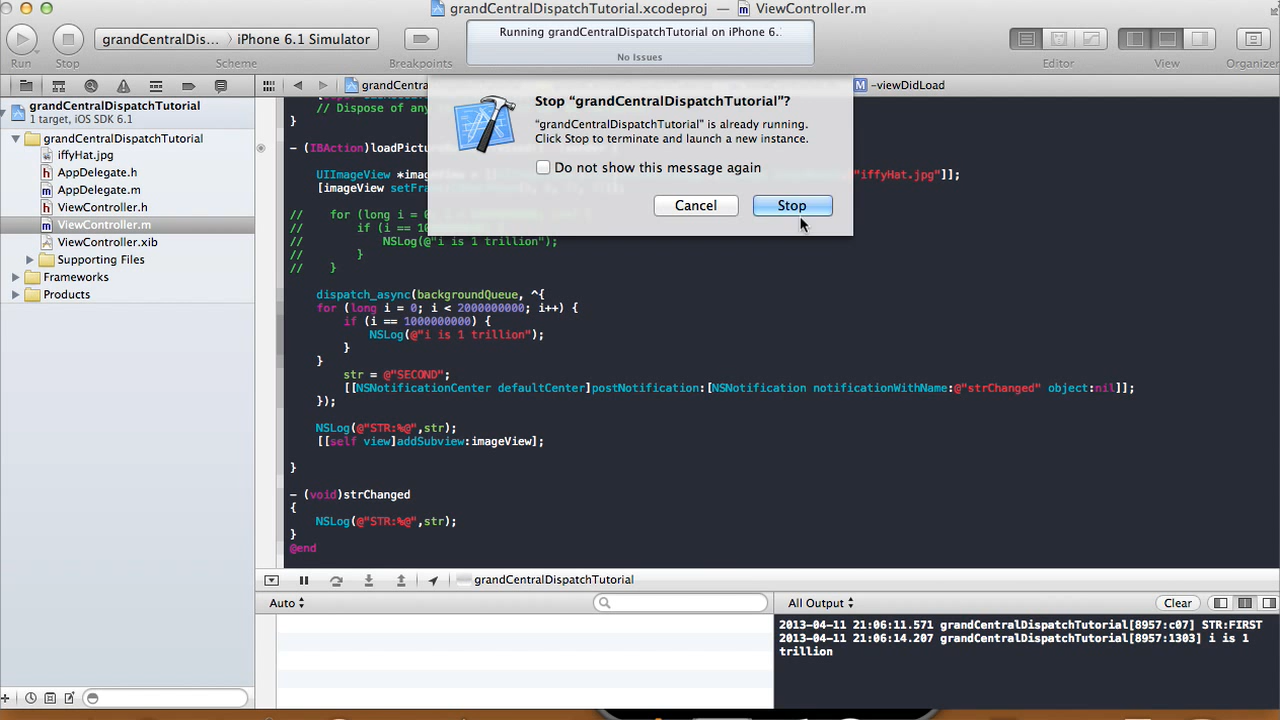 grandCentralDispatchTutorial.xcodeproj — ViewController.m
grandCentralDis... iPhone 6.1 Simulator
Running grandCentralDispatchTutorial on iPhone 6.
No Issues
Run Stop Scheme Breakpoints Editor View Organizer
-viewDidLoad
grandCentralDispatchTutorial
1 target, iOS SDK 6.1
grandCentralDispatchTutorial
iffyHat.jpg
AppDelegate.h
AppDelegate.m
ViewController.h
ViewController.m
ViewController.xib
Supporting Files
Frameworks
Products
Stop “grandCentralDispatchTutorial”?
“grandCentralDispatchTutorial” is already running.
Click Stop to terminate and launch a new instance.
Do not show this message again
Cancel Stop
// Dispose of any
}
- (IBAction)loadPicture
UIImageView *imageView = "iffyHat.jpg"]];
[imageView setFrame
// for (long i = 0;
// if (i == 10
// NSLog(@"i is 1 trillion");
// }
// }
dispatch_async(backgroundQueue, ^{
for (long i = 0; i < 2000000000; i++) {
if (i == 1000000000) {
NSLog(@"i is 1 trillion");
}
}
str = @"SECOND";
[[NSNotificationCenter defaultCenter]postNotification:[NSNotification notificationWithName:@"strChanged" object:nil]];
});
NSLog(@"STR:%@",str);
[[self view]addSubview:imageView];
}
- (void)strChanged
{
NSLog(@"STR:%@",str);
}
@end
grandCentralDispatchTutorial
Auto
All Output Clear
2013-04-11 21:06:11.571 grandCentralDispatchTutorial[8957:c07] STR:FIRST
2013-04-11 21:06:14.207 grandCentralDispatchTutorial[8957:1303] i is 1
trillion